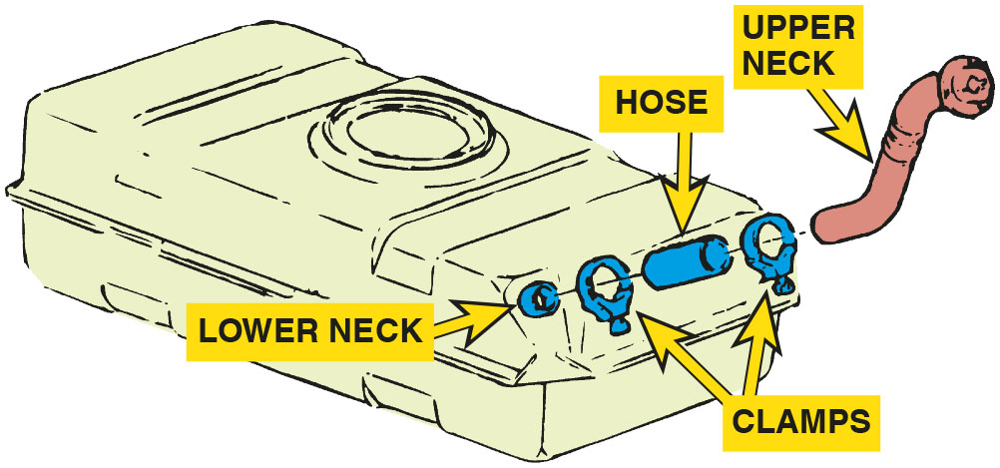 UPPER
NECK
HOSE
LOWER NECK
CLAMPS